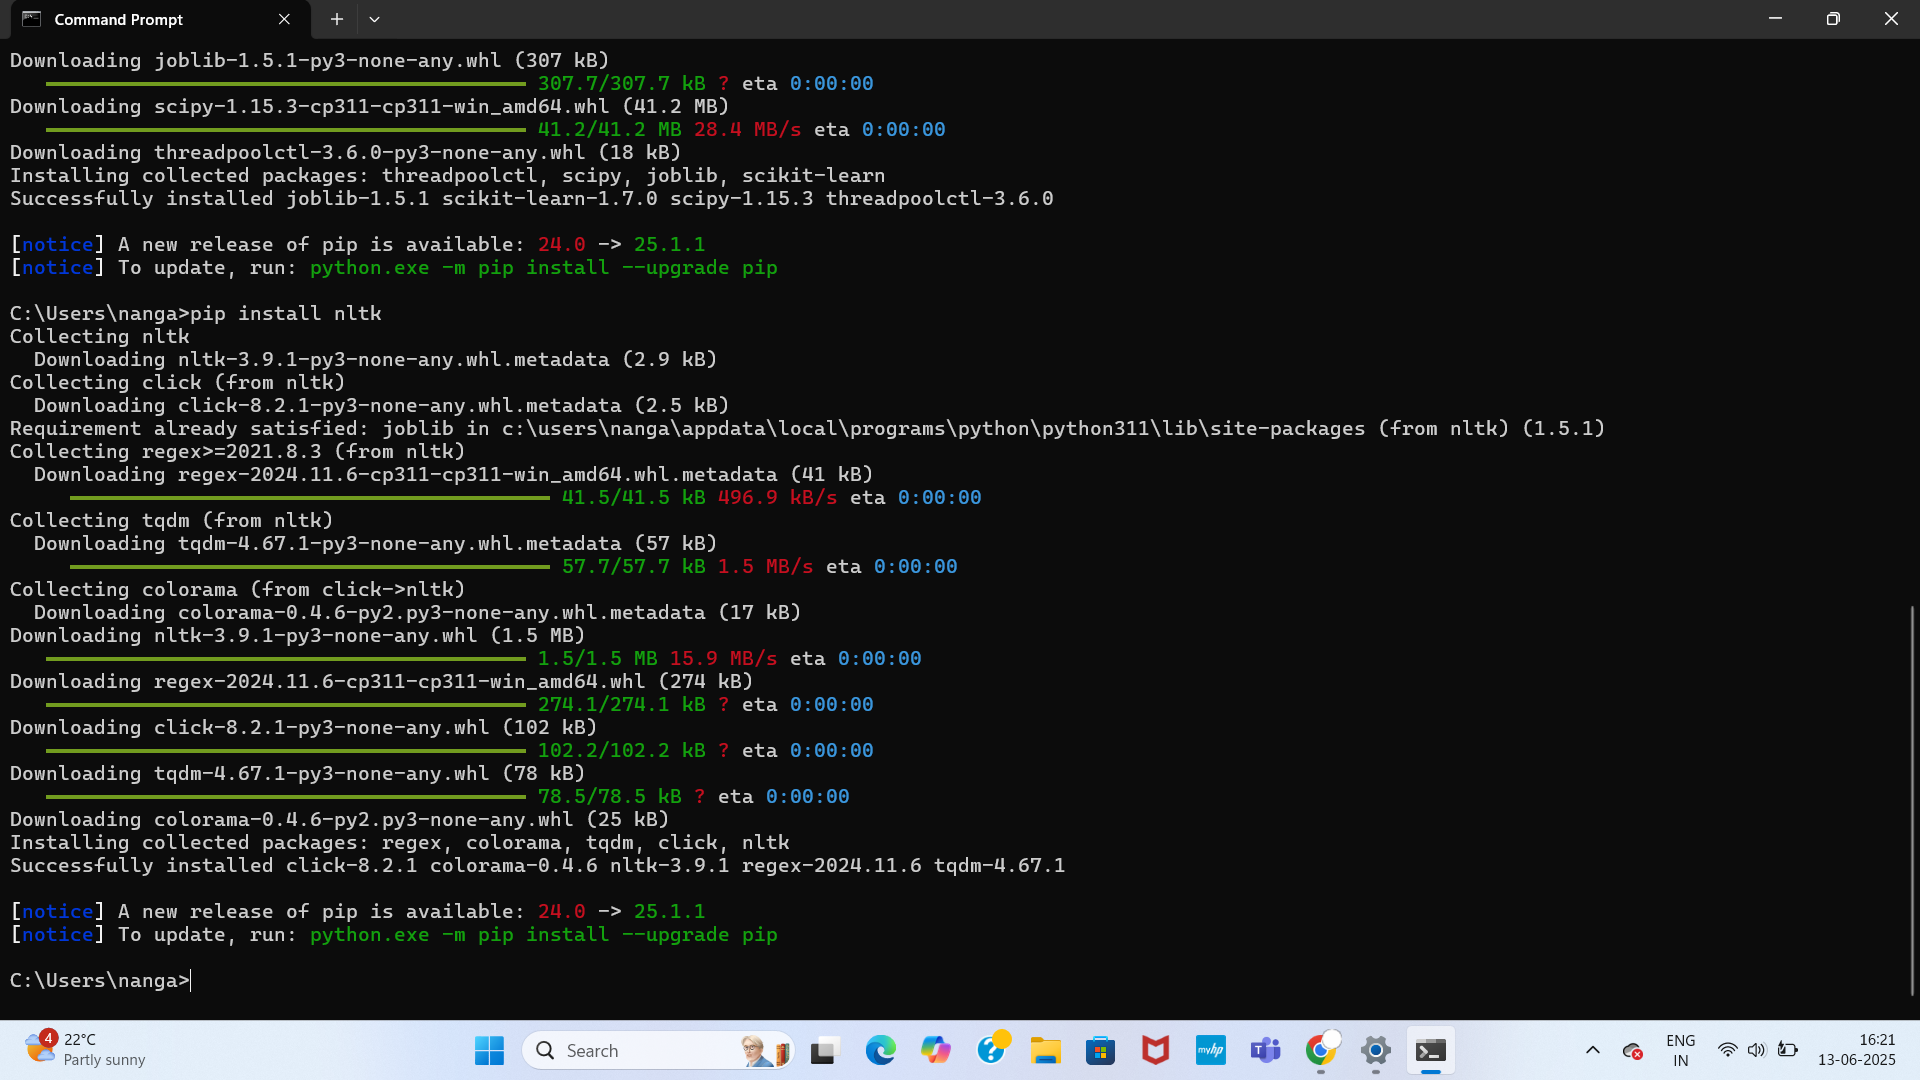 Command Prompt
Downloading joblib-1.5.1-py3-none-any.whl (307 kB)
307.7/307.7 kB ? eta 0:00:00
Downloading scipy-1.15.3-cp311-cp311-win_amd64.whl (41.2 MB)
41.2/41.2 MB 28.4 MB/s eta 0:00:00
Downloading threadpoolctl-3.6.0-py3-none-any.whl (18 kB)
Installing collected packages: threadpoolctl, scipy, joblib, scikit-learn
Successfully installed joblib-1.5.1 scikit-learn-1.7.0 scipy-1.15.3 threadpoolctl-3.6.0
[notice] A new release of pip is available: 24.0 -> 25.1.1
[notice] To update, run: python.exe -m pip install --upgrade pip
C:\Users\nanga>pip install nltk
Collecting nltk
Downloading nltk-3.9.1-py3-none-any.whl.metadata (2.9 kB)
Collecting click (from nltk)
Downloading click-8.2.1-py3-none-any.whl.metadata (2.5 kB)
Requirement already satisfied: joblib in c:\users\nanga\appdata\local\programs\python\python311\lib\site-packages (from nltk) (1.5.1)
Collecting regex>=2021.8.3 (from nltk)
Downloading regex-2024.11.6-cp311-cp311-win_amd64.whl.metadata (41 kB)
41.5/41.5 kB 496.9 kB/s eta 0:00:00
Collecting tqdm (from nltk)
Downloading tqdm-4.67.1-py3-none-any.whl.metadata (57 kB)
57.7/57.7 kB 1.5 MB/s eta 0:00:00
Collecting colorama (from click->nltk)
Downloading colorama-0.4.6-py2.py3-none-any.whl.metadata (17 kB)
Downloading nltk-3.9.1-py3-none-any.whl (1.5 MB)
1.5/1.5 MB 15.9 MB/s eta 0:00:00
Downloading regex-2024.11.6-cp311-cp311-win_amd64.whl (274 kB)
274.1/274.1 kB ? eta 0:00:00
Downloading click-8.2.1-py3-none-any.whl (102 kB)
102.2/102.2 kB ? eta 0:00:00
Downloading tqdm-4.67.1-py3-none-any.whl (78 kB)
78.5/78.5 kB ? eta 0:00:00
Downloading colorama-0.4.6-py2.py3-none-any.whl (25 kB)
Installing collected packages: regex, colorama, tqdm, click, nltk
Successfully installed click-8.2.1 colorama-0.4.6 nltk-3.9.1 regex-2024.11.6 tqdm-4.67.1
[notice] A new release of pip is available: 24.0 -> 25.1.1
[notice] To update, run: python.exe -m pip install --upgrade pip
C:\Users\nanga>
4
22°C
Partly sunny
Search
myhp
T
ENG
IN
16:21
13-06-2025